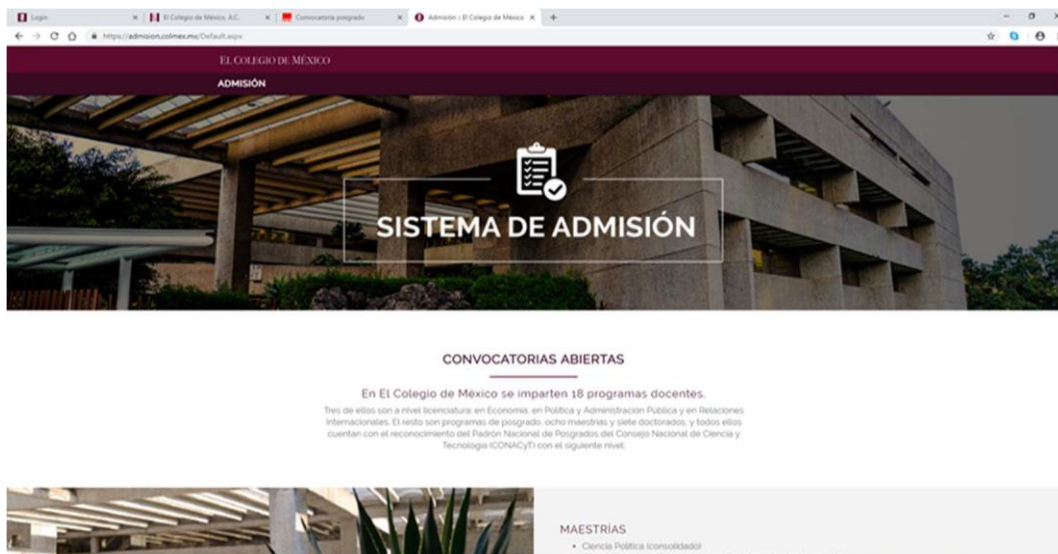 Login
El Colegio de México, A.C.
Convocatoria posgrado
Admisión :: El Colegio de México
https://admision.colmex.mx/Default.aspx
EL COLEGIO DE MÉXICO
ADMISIÓN
SISTEMA DE ADMISIÓN
CONVOCATORIAS ABIERTAS
En El Colegio de México se imparten 18 programas docentes.
Tres de ellos son a nivel licenciatura: en Economía, en Política y Administración Pública y en Relaciones
Internacionales. El resto son programas de posgrado, ocho maestrías y siete doctorados, y todos ellos
cuentan con el reconocimiento del Padrón Nacional de Posgrados del Consejo Nacional de Ciencia y
Tecnología (CONACyT) con el siguiente nivel:
MAESTRÍAS
• Ciencia Política (consolidado)